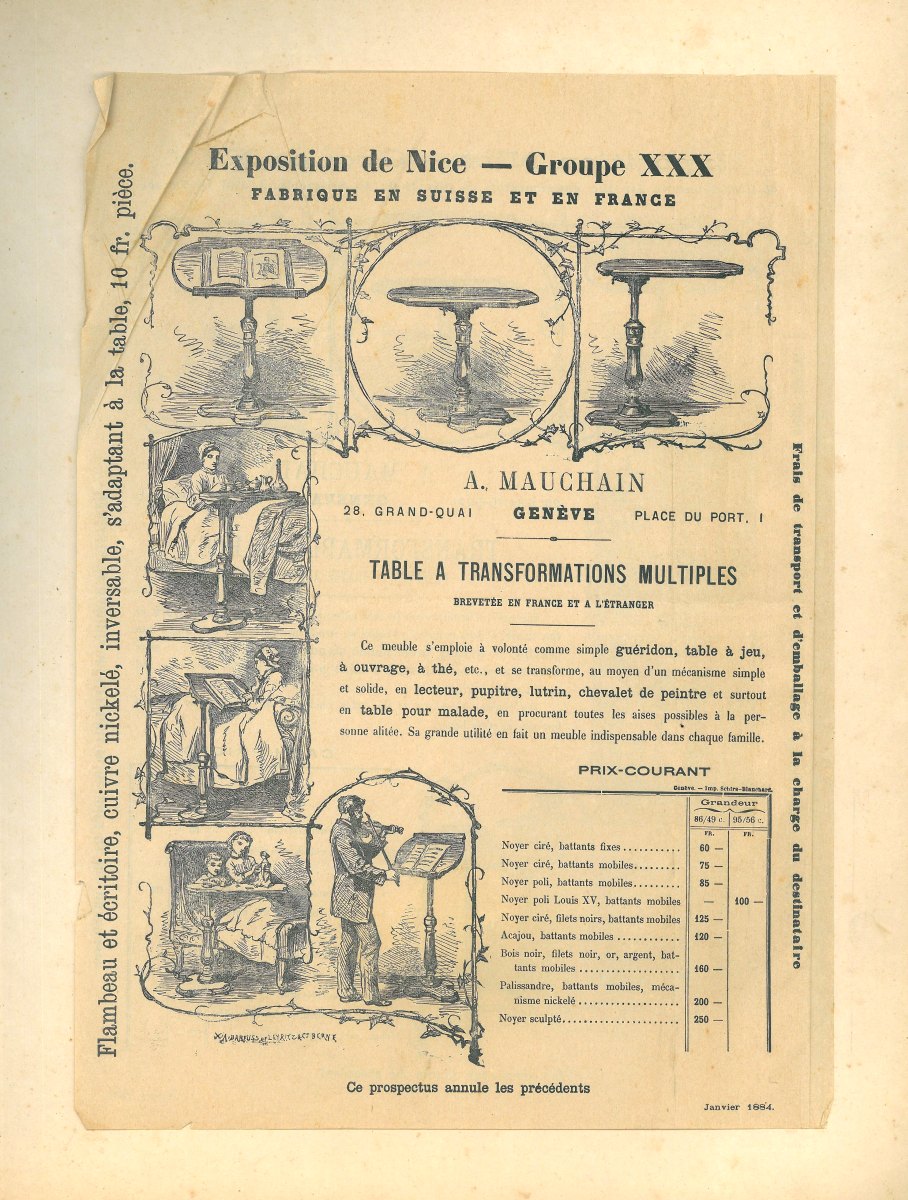 Exposition de Nice — Groupe XXX
FABRIQUE EN SUISSE ET EN FRANCE
Flambeau et écritoire, cuivre nickelé, inversable, s'adaptant à la table, 10 fr. pièce.
A. MAUCHAIN
28, GRAND-QUAI GENÈVE PLACE DU PORT, I
TABLE A TRANSFORMATIONS MULTIPLES
BREVETÉE EN FRANCE ET A L'ÉTRANGER
Ce meuble s'emploie à volonté comme simple guéridon, table à jeu,
à ouvrage, à thé, etc., et se transforme, au moyen d'un mécanisme simple
et solide, en lecteur, pupitre, lutrin, chevalet de peintre et surtout
en table pour malade, en procurant toutes les aises possibles à la per-
sonne alitée. Sa grande utilité en fait un meuble indispensable dans chaque famille.
PRIX-COURANT
Genève. — Imp. Schira-Blanchard.
Grandeur
86/49 c. 95/56 c.
FR. FR.
Noyer ciré, battants fixes........... 60 —
Noyer ciré, battants mobiles......... 75 —
Noyer poli, battants mobiles......... 85 —
Noyer poli Louis XV, battants mobiles — 100 —
Noyer ciré, filets noirs, battants mobiles 125 —
Acajou, battants mobiles ............ 120 —
Bois noir, filets noir, or, argent, bat-
tants mobiles ................... 160 —
Palissandre, battants mobiles, méca-
nisme nickelé ................... 200 —
Noyer sculpté...................... 250 —
Frais de transport et d'emballage à la charge du destinataire
Ce prospectus annule les précédents
Janvier 1884.